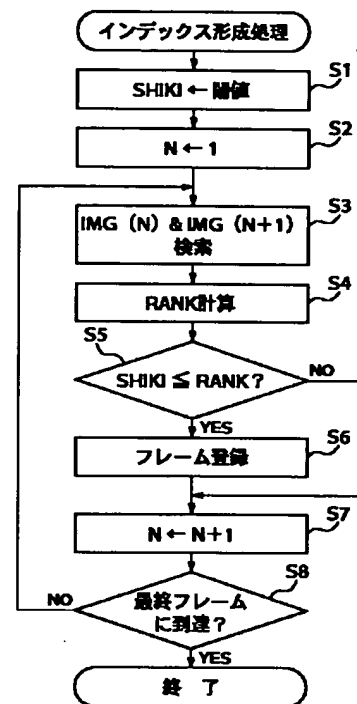 インデックス形成処理
S1
SHIKI ← 閾値
S2
N ← 1
S3
IMG (N) & IMG (N+1)
検索
S4
RANK計算
S5
SHIKI ≦ RANK?
NO
YES
S6
フレーム登録
S7
N ← N+1
S8
最終フレーム
に到達?
NO
YES
終 了